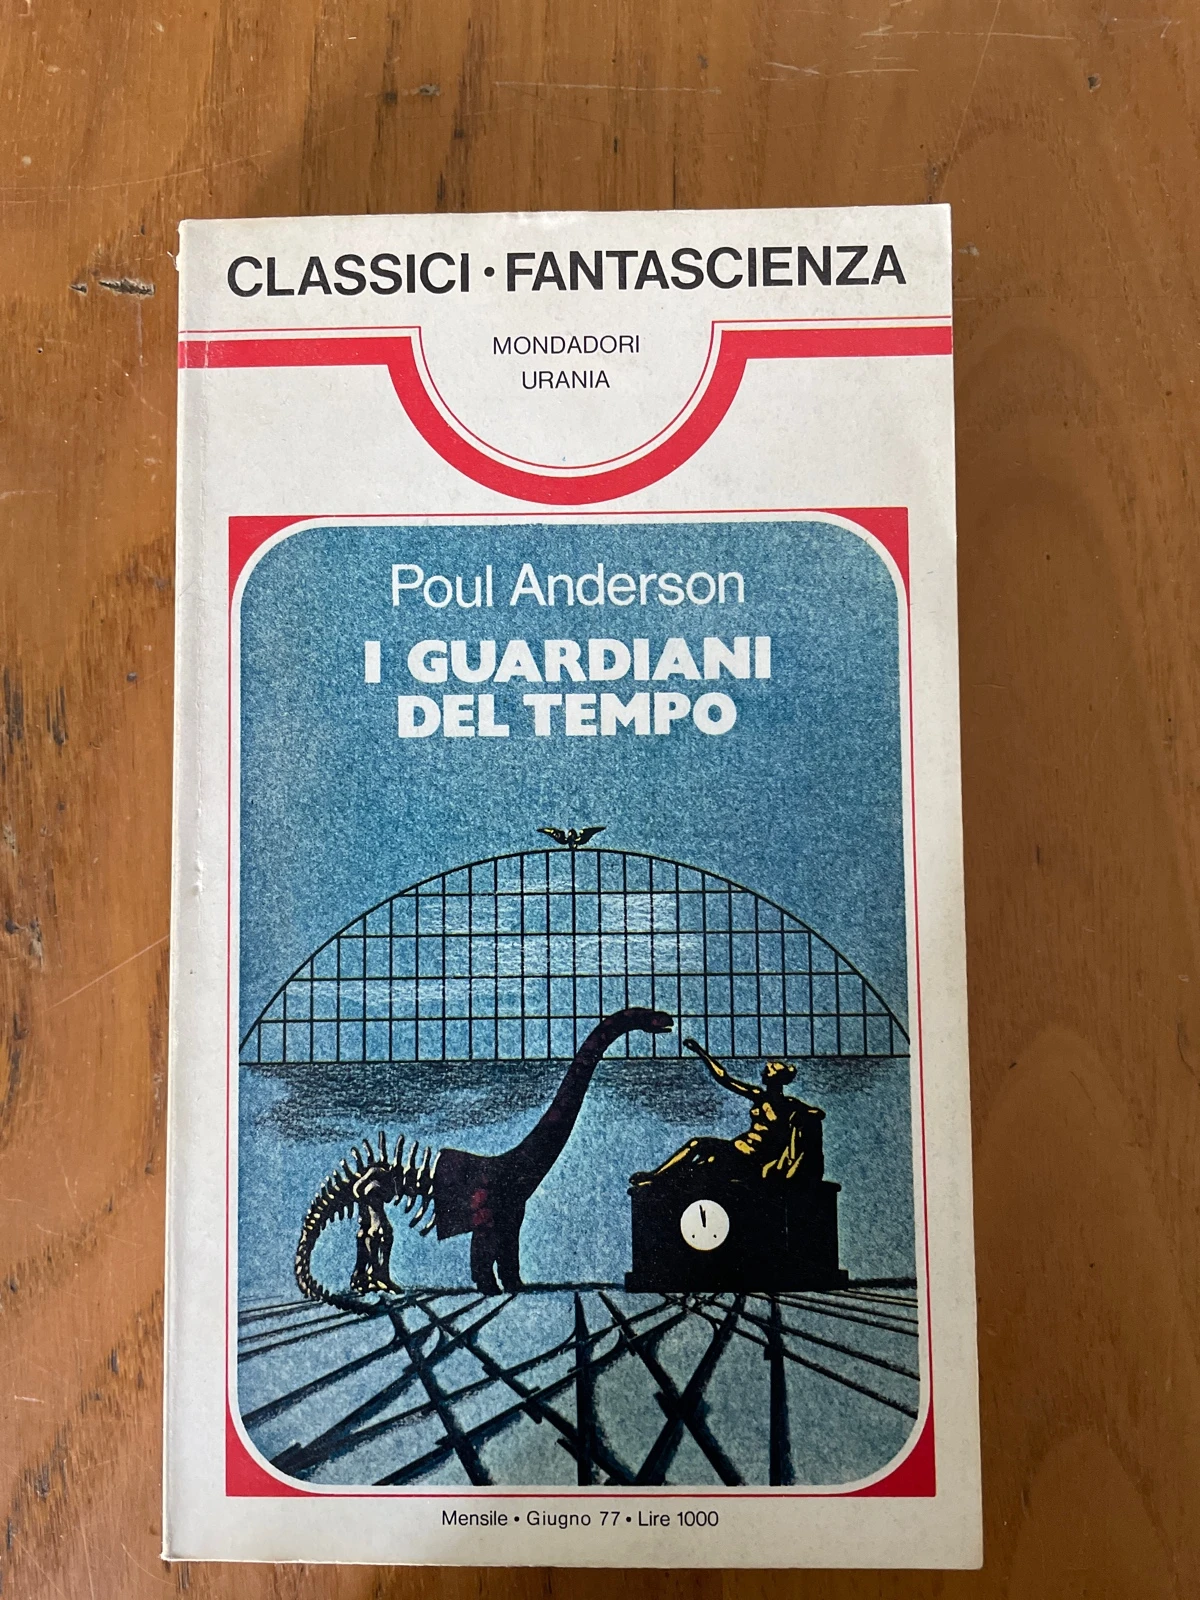 CLASSICI • FANTASCIENZA
MONDADORI
URANIA
Poul Anderson
I GUARDIANI
DEL TEMPO
Mensile • Giugno 77 • Lire 1000